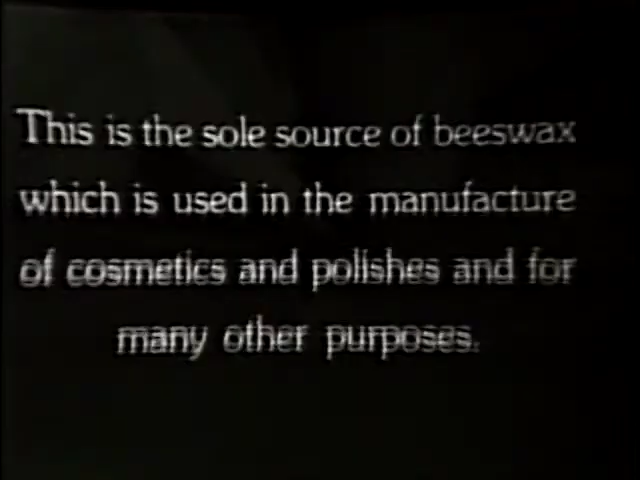 This is the sole source of beeswax
which is used in the manufacture
of cosmetics and polishes and for
many other purposes.